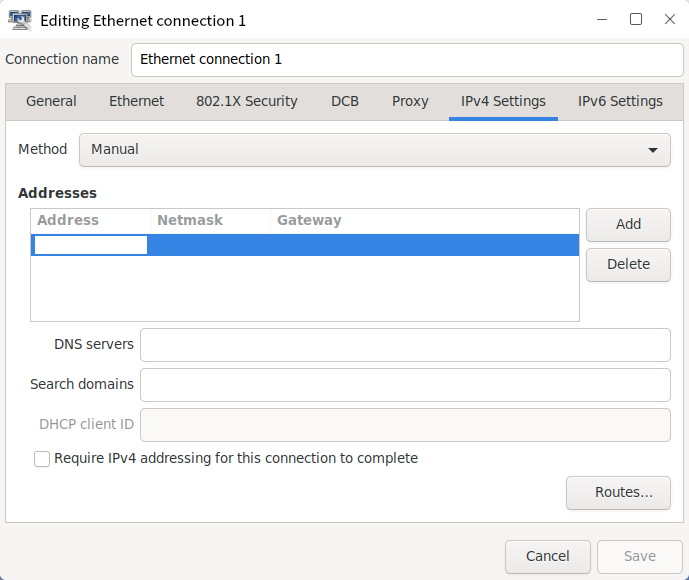 Editing Ethernet connection 1
Connection name Ethernet connection 1
General Ethernet 802.1X Security DCB Proxy IPv4 Settings IPv6 Settings
Method Manual
Addresses
Address Netmask Gateway
Add
Delete
DNS servers
Search domains
DHCP client ID
Require IPv4 addressing for this connection to complete
Routes...
Cancel Save